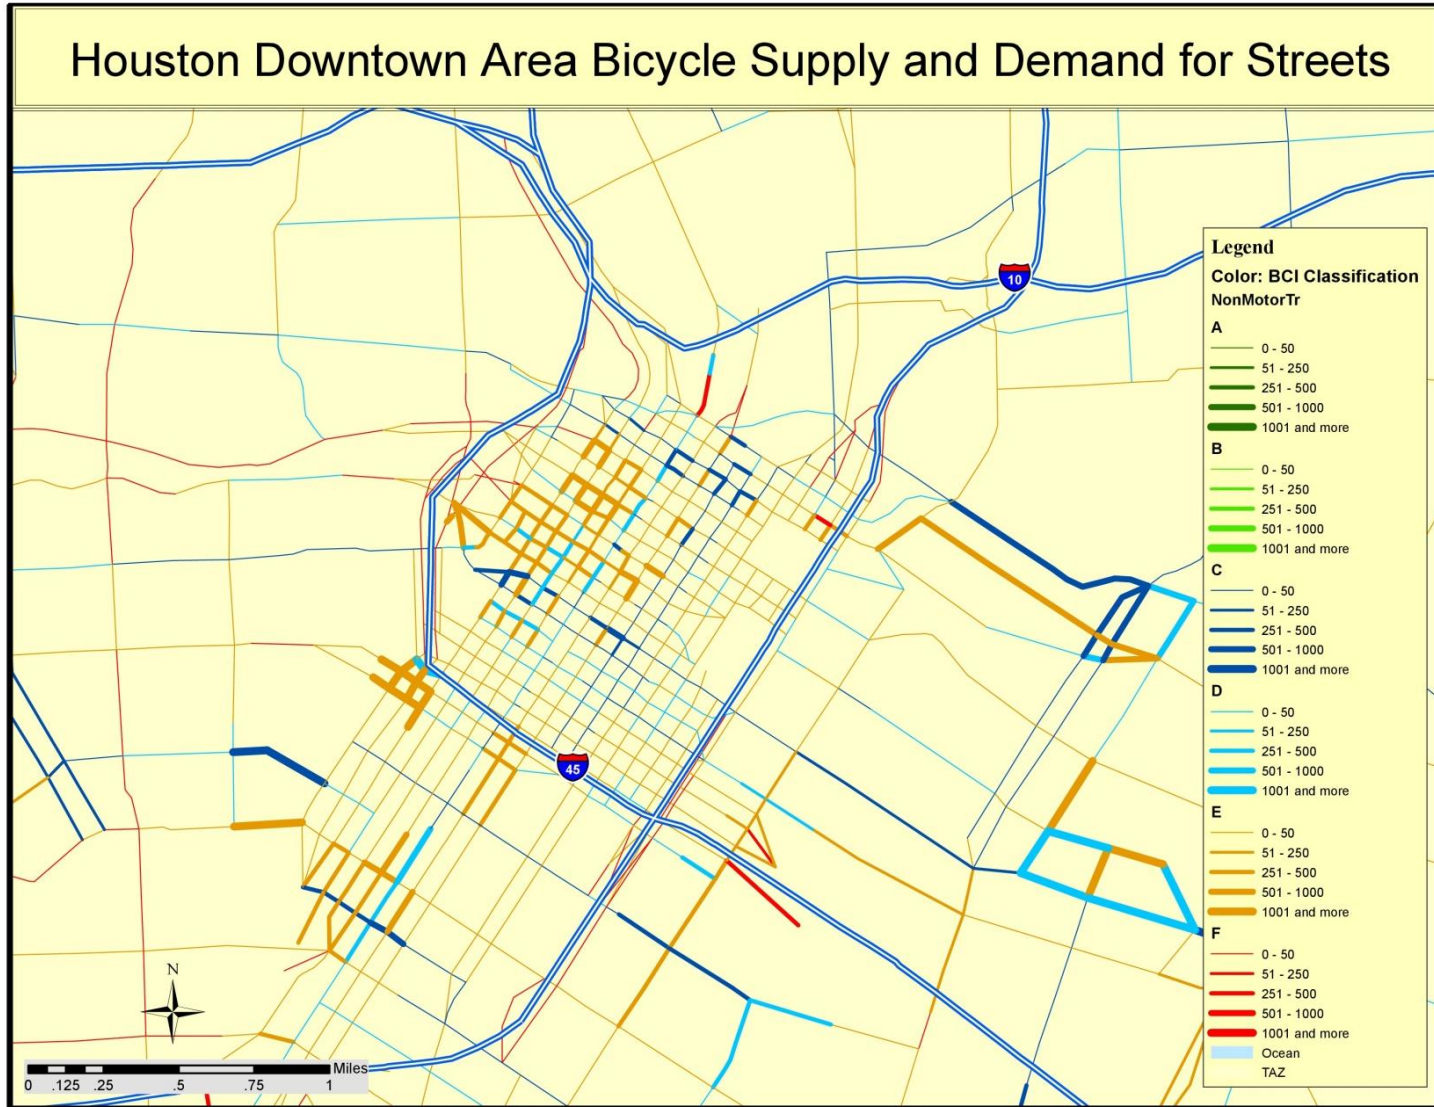 Houston Downtown Area Bicycle Supply and Demand for Streets
10
45
Legend
Color: BCI Classification
NonMotorTr
A
0 - 50
51 - 250
251 - 500
501 - 1000
1001 and more
B
0 - 50
51 - 250
251 - 500
501 - 1000
1001 and more
C
0 - 50
51 - 250
251 - 500
501 - 1000
1001 and more
D
0 - 50
51 - 250
251 - 500
501 - 1000
1001 and more
E
0 - 50
51 - 250
251 - 500
501 - 1000
1001 and more
F
0 - 50
51 - 250
251 - 500
501 - 1000
1001 and more
Ocean
TAZ
N
Miles
0 .125 .25 .5 .75 1